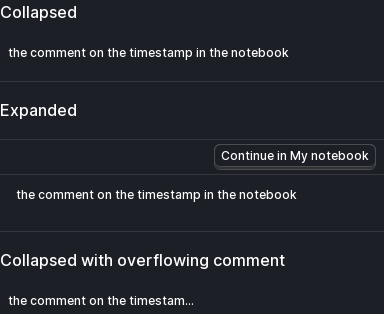 Collapsed
the comment on the timestamp in the notebook
Expanded
Continue in My notebook
the comment on the timestamp in the notebook
Collapsed with overflowing comment
the comment on the timestam...